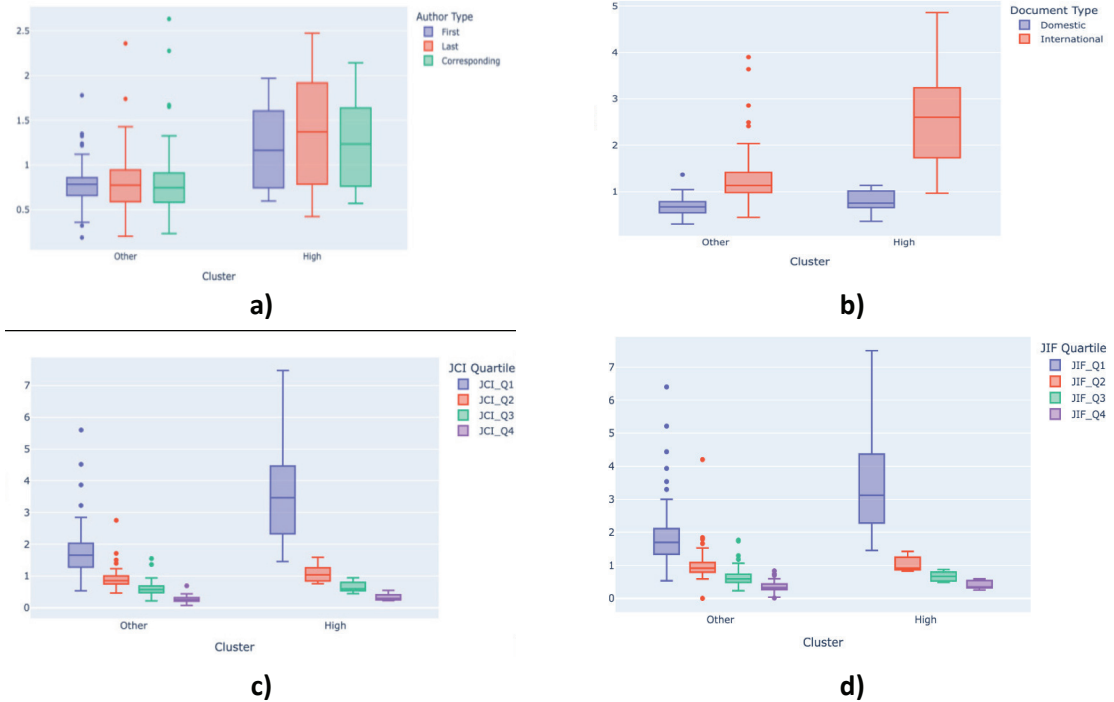 Author Type
First
Last
Corresponding
2.5
2
1.5
1
0.5
Other
High
Cluster
a)
Document Type
Domestic
International
5
4
3
2
1
Other
High
Cluster
b)
JCI Quartile
JCI_Q1
JCI_Q2
JCI_Q3
JCI_Q4
7
6
5
4
3
2
1
0
Other
High
Cluster
c)
JIF Quartile
JIF_Q1
JIF_Q2
JIF_Q3
JIF_Q4
7
6
5
4
3
2
1
0
Other
High
Cluster
d)